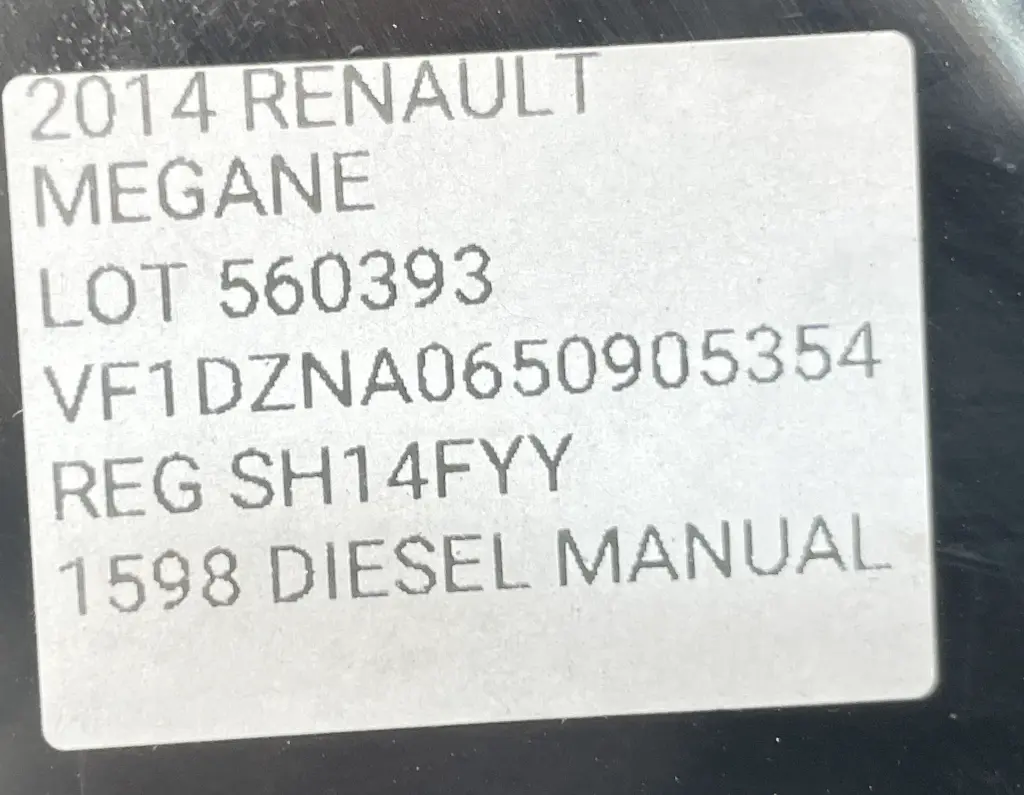 2014 RENAULT
MEGANE
LOT 560393
VF1DZNA0650905354
REG SH14FYY
1598 DIESEL MANUAL